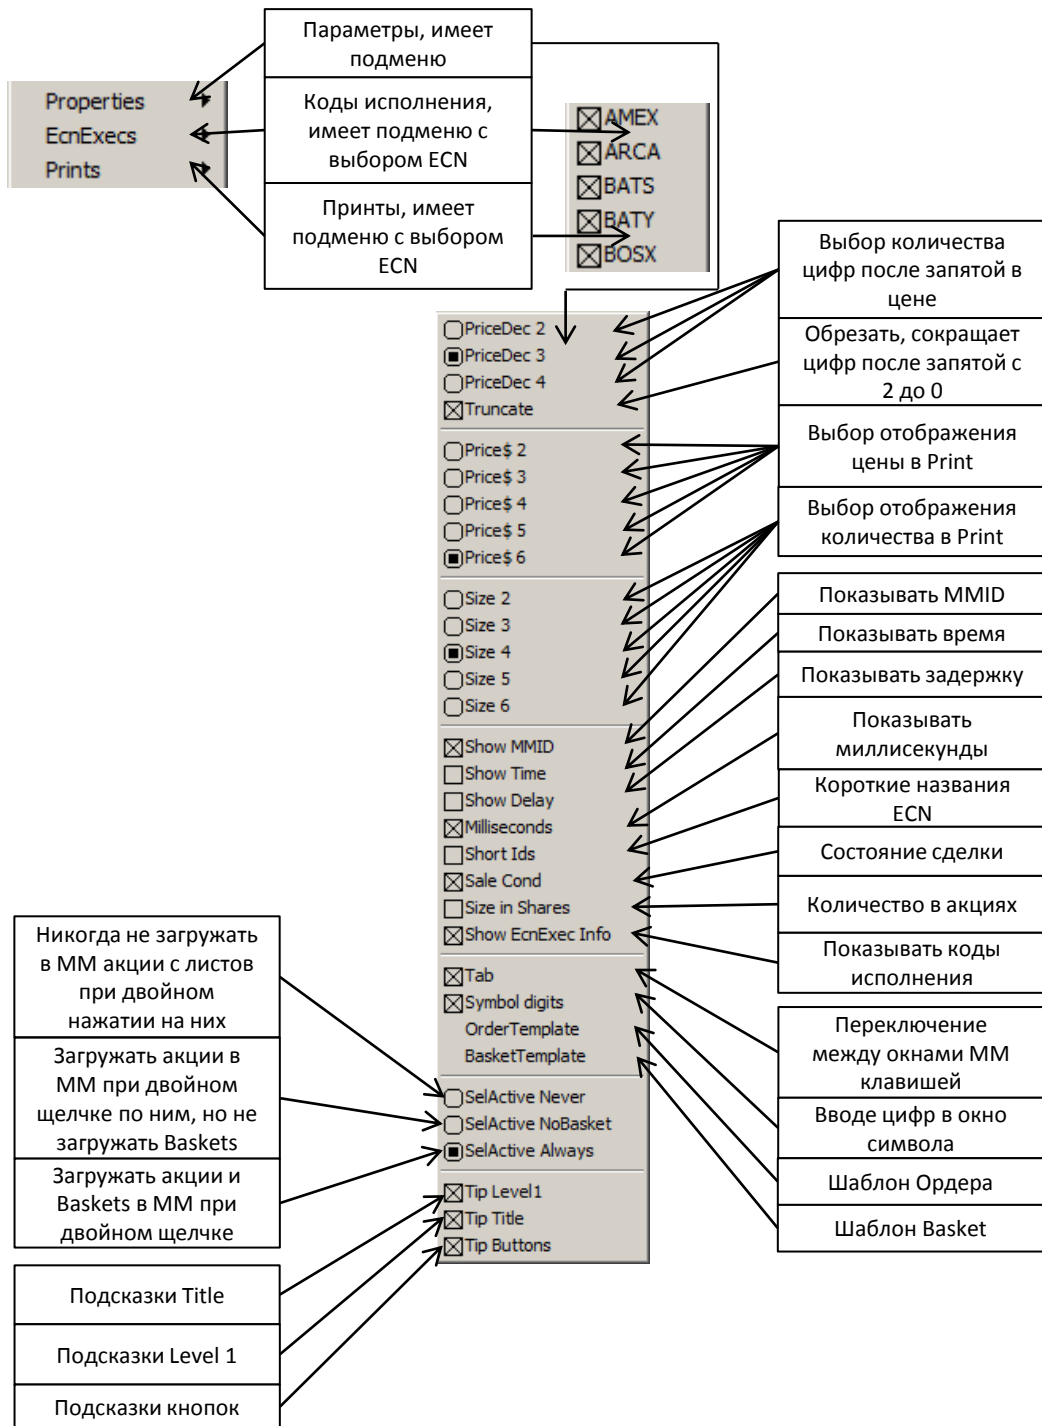 Параметры, имеет
подменю
Properties
EcnExecs
Prints
Коды исполнения,
имеет подменю с
выбором ECN
Принты, имеет
подменю с выбором
ECN
AMEX
ARCA
BATS
BATY
BOSX
PriceDec 2
PriceDec 3
PriceDec 4
Truncate
Price$ 2
Price$ 3
Price$ 4
Price$ 5
Price$ 6
Size 2
Size 3
Size 4
Size 5
Size 6
Show MMID
Show Time
Show Delay
Milliseconds
Short Ids
Sale Cond
Size in Shares
Show EcnExec Info
Tab
Symbol digits
OrderTemplate
BasketTemplate
SelActive Never
SelActive NoBasket
SelActive Always
Tip Level1
Tip Title
Tip Buttons
Выбор количества
цифр после запятой в
цене
Обрезать, сокращает
цифр после запятой с
2 до 0
Выбор отображения
цены в Print
Выбор отображения
количества в Print
Показывать MMID
Показывать время
Показывать задержку
Показывать
миллисекунды
Короткие названия
ECN
Состояние сделки
Количество в акциях
Показывать коды
исполнения
Переключение
между окнами ММ
клавишей
Вводе цифр в окно
символа
Шаблон Ордера
Шаблон Basket
Никогда не загружать
в ММ акции с листов
при двойном
нажатии на них
Загружать акции в
ММ при двойном
щелчке по ним, но не
загружать Baskets
Загружать акции и
Baskets в ММ при
двойном щелчке
Подсказки Title
Подсказки Level 1
Подсказки кнопок